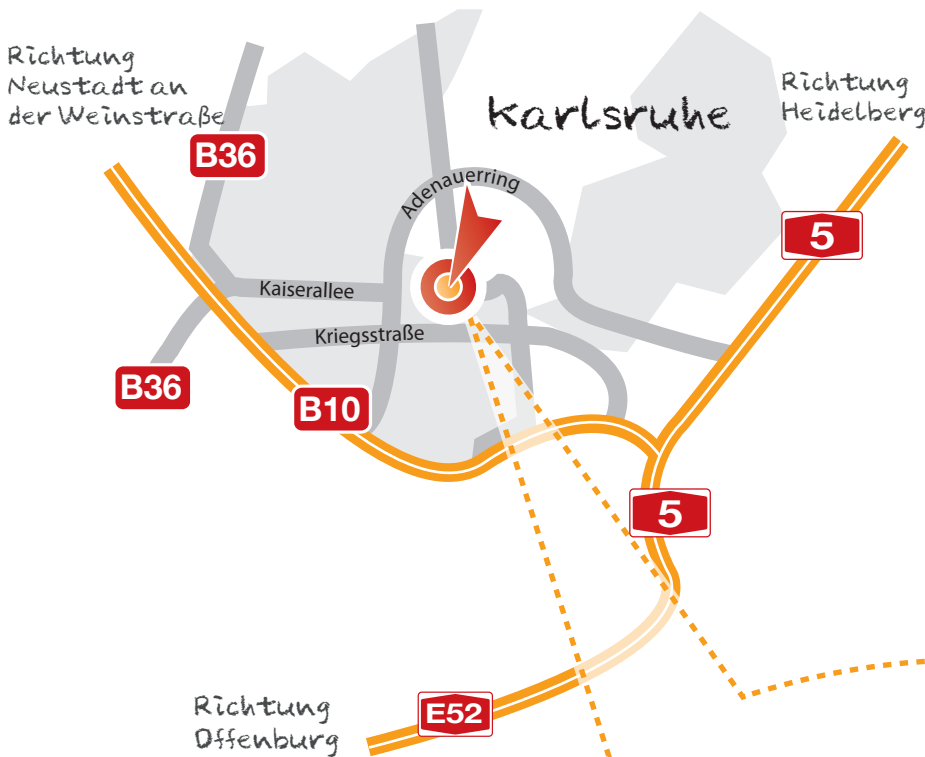 Richtung
Neustadt an
der Weinstraße
B36
Karlsruhe
Richtung
Heidelberg
Adenauerring
5
Kaiserallee
Kriegsstraße
B36
B10
5
Richtung
Offenburg
E52